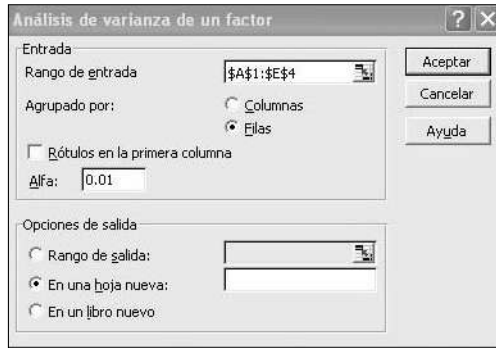 Análisis de varianza de un factor
Entrada
Rango de entrada $A$1:$E$4
Agrupado por: Columnas
Filas
Rótulos en la primera columna
Alfa: 0.01
Aceptar
Cancelar
Ayuda
Opciones de salida
Rango de salida:
En una hoja nueva:
En un libro nuevo